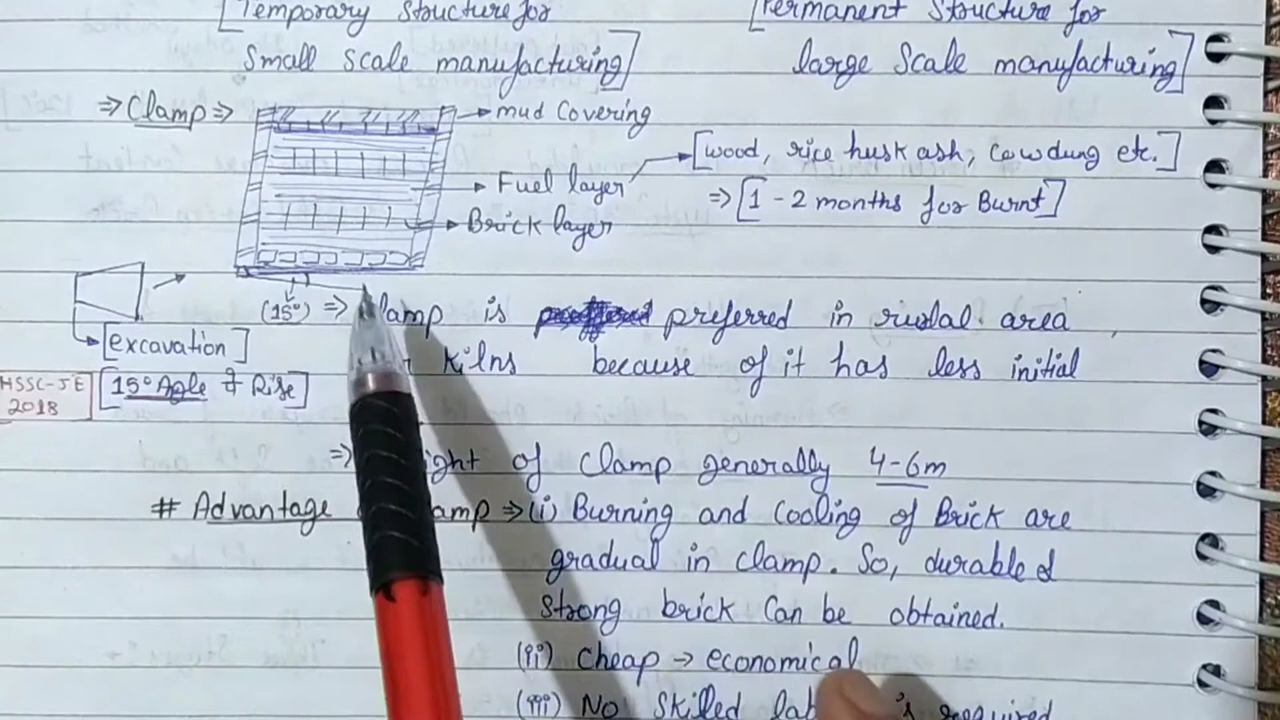 [Temporary Structure for
Small Scale manufacturing]
[Permanent Structure for
large Scale manufacturing]
⇒ Clamp ⇒
→ mud Covering
→ Fuel layer
→ [wood, rice husk ash, Cowdung etc.]
⇒ [1 - 2 months for Burnt]
→ Brick layer
(15°)
[excavation]
HSSC-JE
2018
[15° Agle of Rise]
⇒ Clamp is preferred in rural area
kilns because of it has less initial
⇒ of Clamp generally 4-6m
# Advantage ⇒ (i) Burning and Cooling of Brick are
gradual in clamp. So, durable &
Strong brick Can be obtained.
(ii) Cheap → economical
(iii) No Skilled required